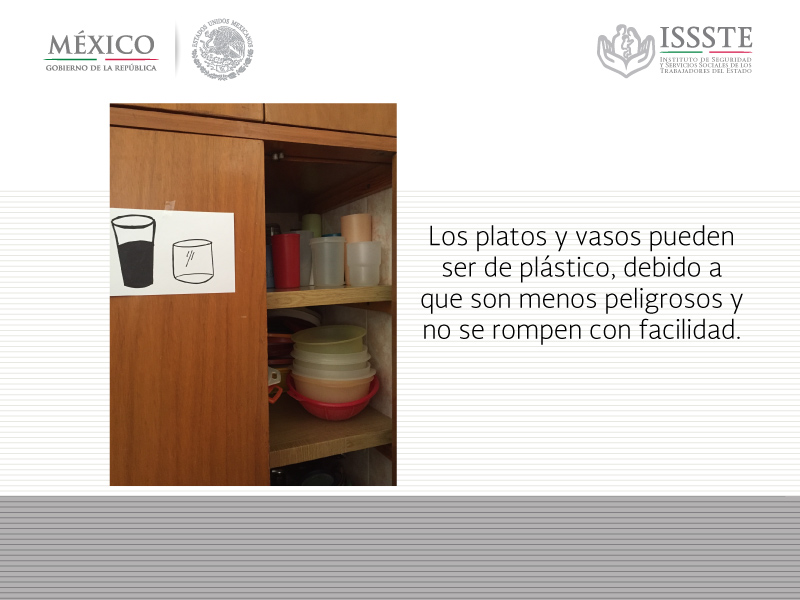 MÉXICO
GOBIERNO DE LA REPÚBLICA
ESTADOS UNIDOS MEXICANOS
ISSSTE
INSTITUTO DE SEGURIDAD
Y SERVICIOS SOCIALES DE LOS
TRABAJADORES DEL ESTADO
Los platos y vasos pueden
ser de plástico, debido a
que son menos peligrosos y
no se rompen con facilidad.